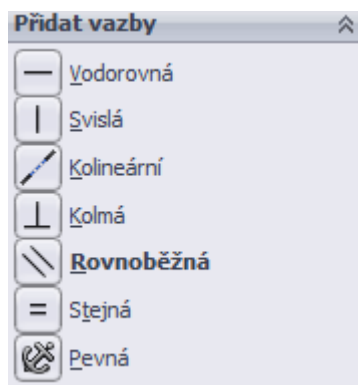 Přidat vazby
Vodorovná
Svislá
Kolineární
Kolmá
Rovnoběžná
Stejná
Pevná